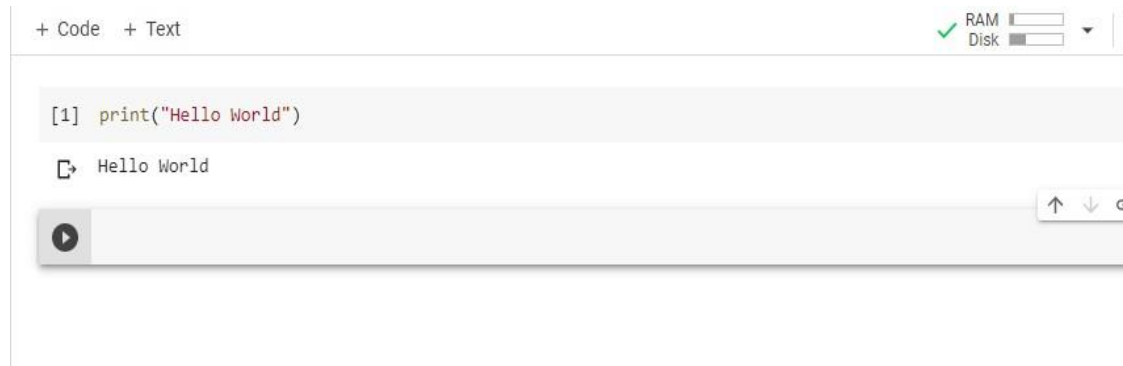 + Code + Text
RAM
Disk
[1] print("Hello World")
Hello World